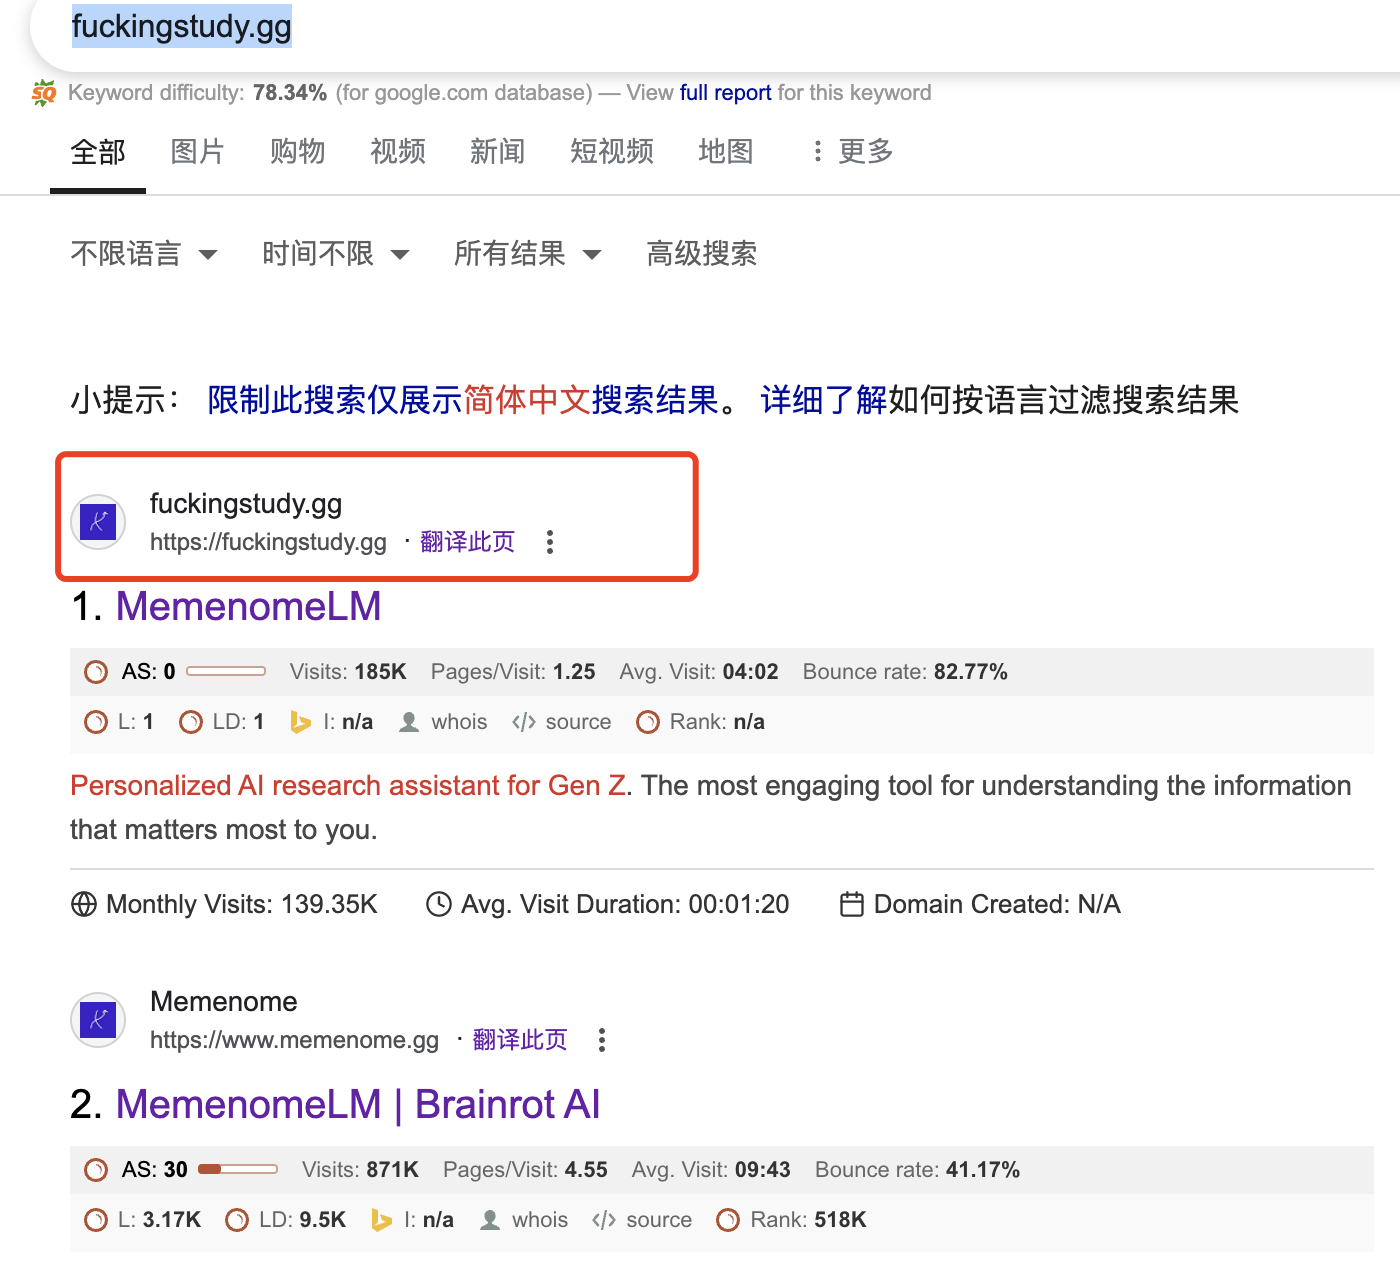 fuckingstudy.gg
SQ Keyword difficulty: 78.34% (for google.com database) — View full report for this keyword
全部 图片 购物 视频 新闻 短视频 地图 ⋮ 更多
不限语言 时间不限 所有结果 高级搜索
小提示： 限制此搜索仅展示简体中文搜索结果。 详细了解如何按语言过滤搜索结果
fuckingstudy.gg
https://fuckingstudy.gg · 翻译此页
1. MemenomeLM
AS: 0 Visits: 185K Pages/Visit: 1.25 Avg. Visit: 04:02 Bounce rate: 82.77%
L: 1 LD: 1 I: n/a whois </> source Rank: n/a
Personalized AI research assistant for Gen Z. The most engaging tool for understanding the information
that matters most to you.
Monthly Visits: 139.35K Avg. Visit Duration: 00:01:20 Domain Created: N/A
Memenome
https://www.memenome.gg · 翻译此页
2. MemenomeLM | Brainrot AI
AS: 30 Visits: 871K Pages/Visit: 4.55 Avg. Visit: 09:43 Bounce rate: 41.17%
L: 3.17K LD: 9.5K I: n/a whois </> source Rank: 518K